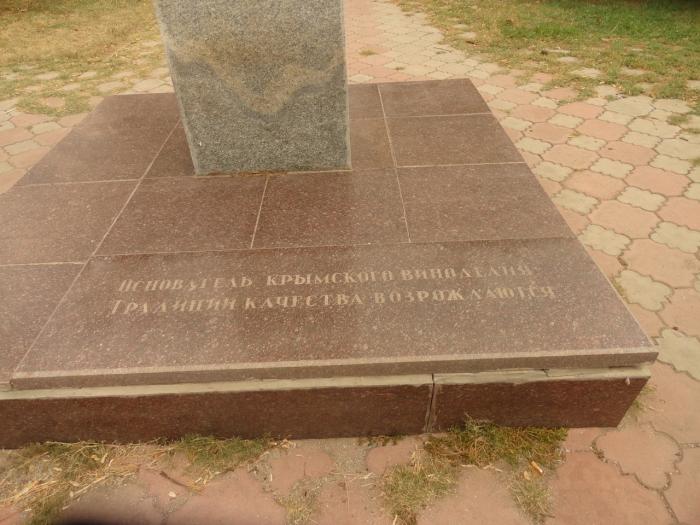 ОСНОВАТЕЛЬ КРЫМСКОГО ВИНОДЕЛИЯ
ТРАДИЦИИ КАЧЕСТВА ВОЗРОЖДАЮТСЯ